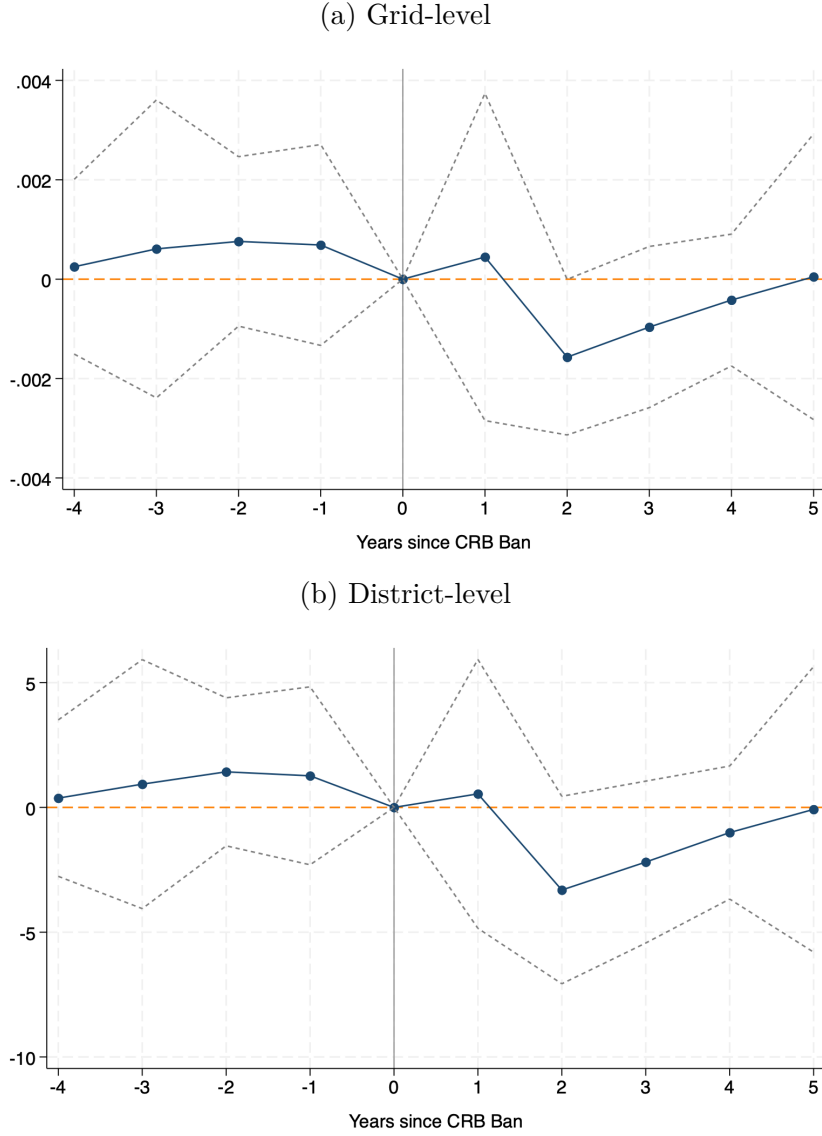 (a) Grid-level
.004
.002
0
-.002
-.004
-4 -3 -2 -1 0 1 2 3 4 5
Years since CRB Ban
(b) District-level
5
0
-5
-10
-4 -3 -2 -1 0 1 2 3 4 5
Years since CRB Ban